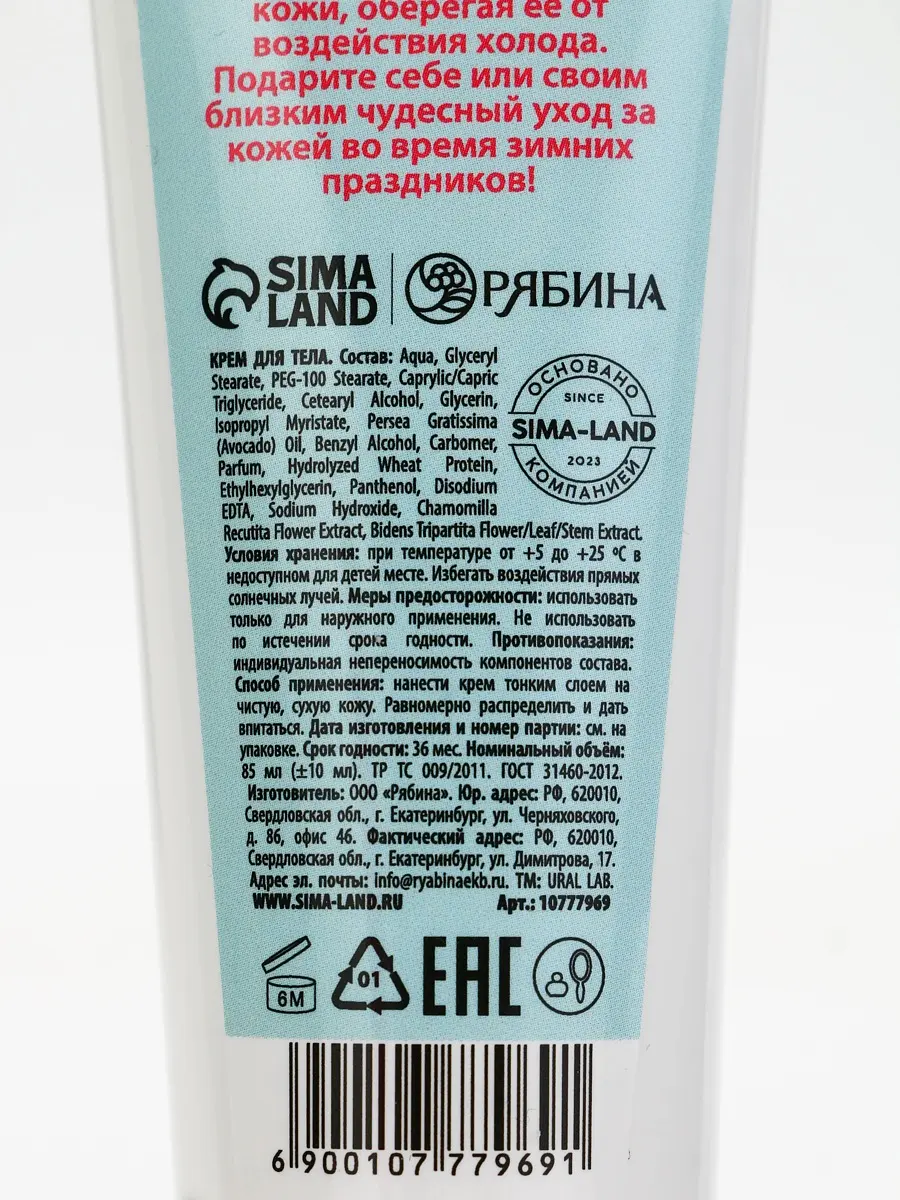 кожи, оберегая её от
воздействия холода.
Подарите себе или своим
близким чудесный уход за
кожей во время зимних
праздников!
SIMA
LAND
РЯБИНА
КРЕМ ДЛЯ ТЕЛА. Состав: Aqua, Glyceryl
Stearate, PEG-100 Stearate, Caprylic/Capric
Triglyceride, Cetearyl Alcohol, Glycerin,
Isopropyl Myristate, Persea Gratissima
(Avocado) Oil, Benzyl Alcohol, Carbomer,
Parfum, Hydrolyzed Wheat Protein,
Ethylhexylglycerin, Panthenol, Disodium
EDTA, Sodium Hydroxide, Chamomilla
Recutita Flower Extract, Bidens Tripartita Flower/Leaf/Stem Extract.
ОСНОВАНО
SINCE
SIMA-LAND
2023
КОМПАНИЕЙ
Условия хранения: при температуре от +5 до +25 ºC в
недоступном для детей месте. Избегать воздействия прямых
солнечных лучей. Меры предосторожности: использовать
только для наружного применения. Не использовать
по истечении срока годности. Противопоказания:
индивидуальная непереносимость компонентов состава.
Способ применения: нанести крем тонким слоем на
чистую, сухую кожу. Равномерно распределить и дать
впитаться. Дата изготовления и номер партии: см. на
упаковке. Срок годности: 36 мес. Номинальный объём:
85 мл (±10 мл). ТР ТС 009/2011. ГОСТ 31460-2012.
Изготовитель: ООО «Рябина». Юр. адрес: РФ, 620010,
Свердловская обл., г. Екатеринбург, ул. Черняховского,
д. 86, офис 46. Фактический адрес: РФ, 620010,
Свердловская обл., г. Екатеринбург, ул. Димитрова, 17.
Адрес эл. почты: info@ryabinaekb.ru. TM: URAL LAB.
WWW.SIMA-LAND.RU Арт.: 10777969
6M
01
EAC
6 900107 779691